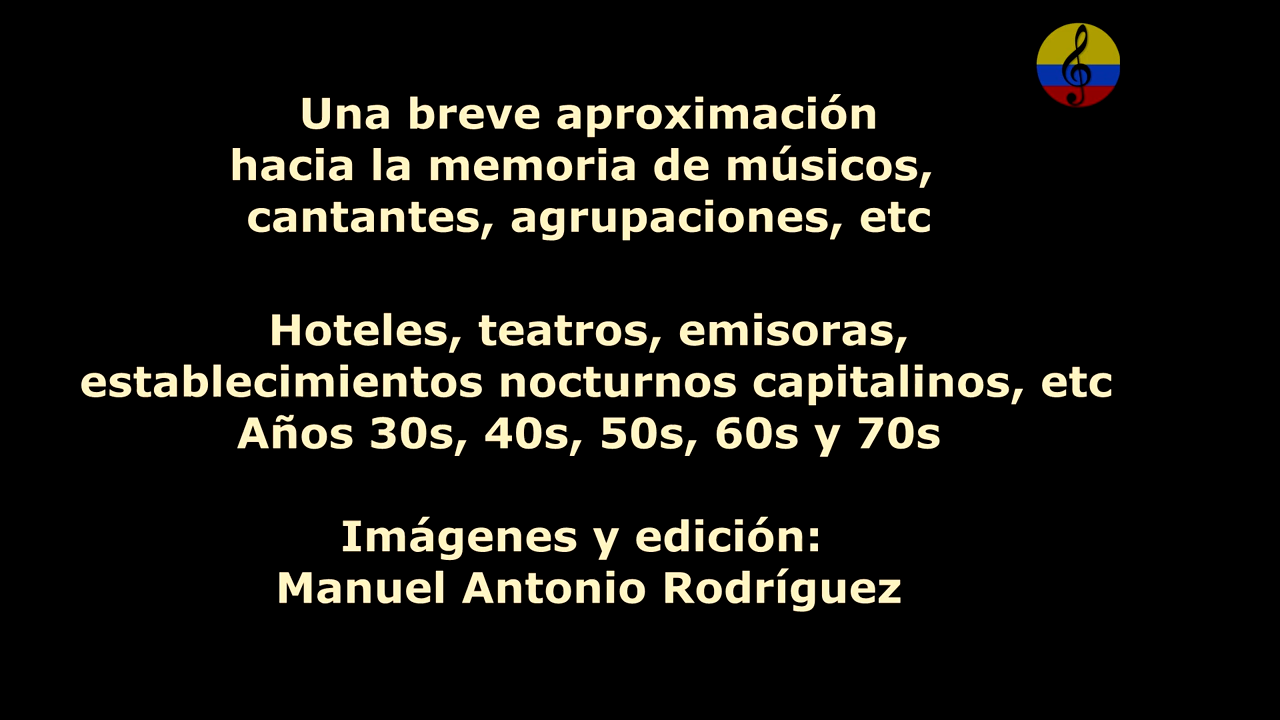 Una breve aproximación
hacia la memoria de músicos,
cantantes, agrupaciones, etc
Hoteles, teatros, emisoras,
establecimientos nocturnos capitalinos, etc
Años 30s, 40s, 50s, 60s y 70s
Imágenes y edición:
Manuel Antonio Rodríguez